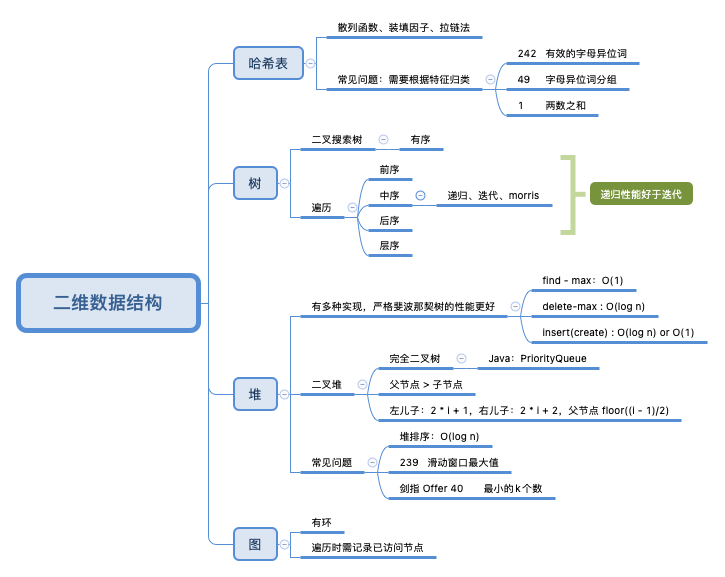 二维数据结构
哈希表
散列函数、装填因子、拉链法
常见问题：需要根据特征归类
242 有效的字母异位词
49 字母异位词分组
1 两数之和
树
二叉搜索树
有序
遍历
前序
中序
递归、迭代、morris
后序
层序
递归性能好于迭代
堆
有多种实现，严格斐波那契树的性能更好
find - max：O(1)
delete-max : O(log n)
insert(create) : O(log n) or O(1)
二叉堆
完全二叉树
Java：PriorityQueue
父节点 > 子节点
左儿子：2 * i + 1，右儿子：2 * i + 2，父节点 floor((i - 1)/2)
常见问题
堆排序：O(log n)
239 滑动窗口最大值
剑指 Offer 40 最小的k个数
图
有环
遍历时需记录已访问节点